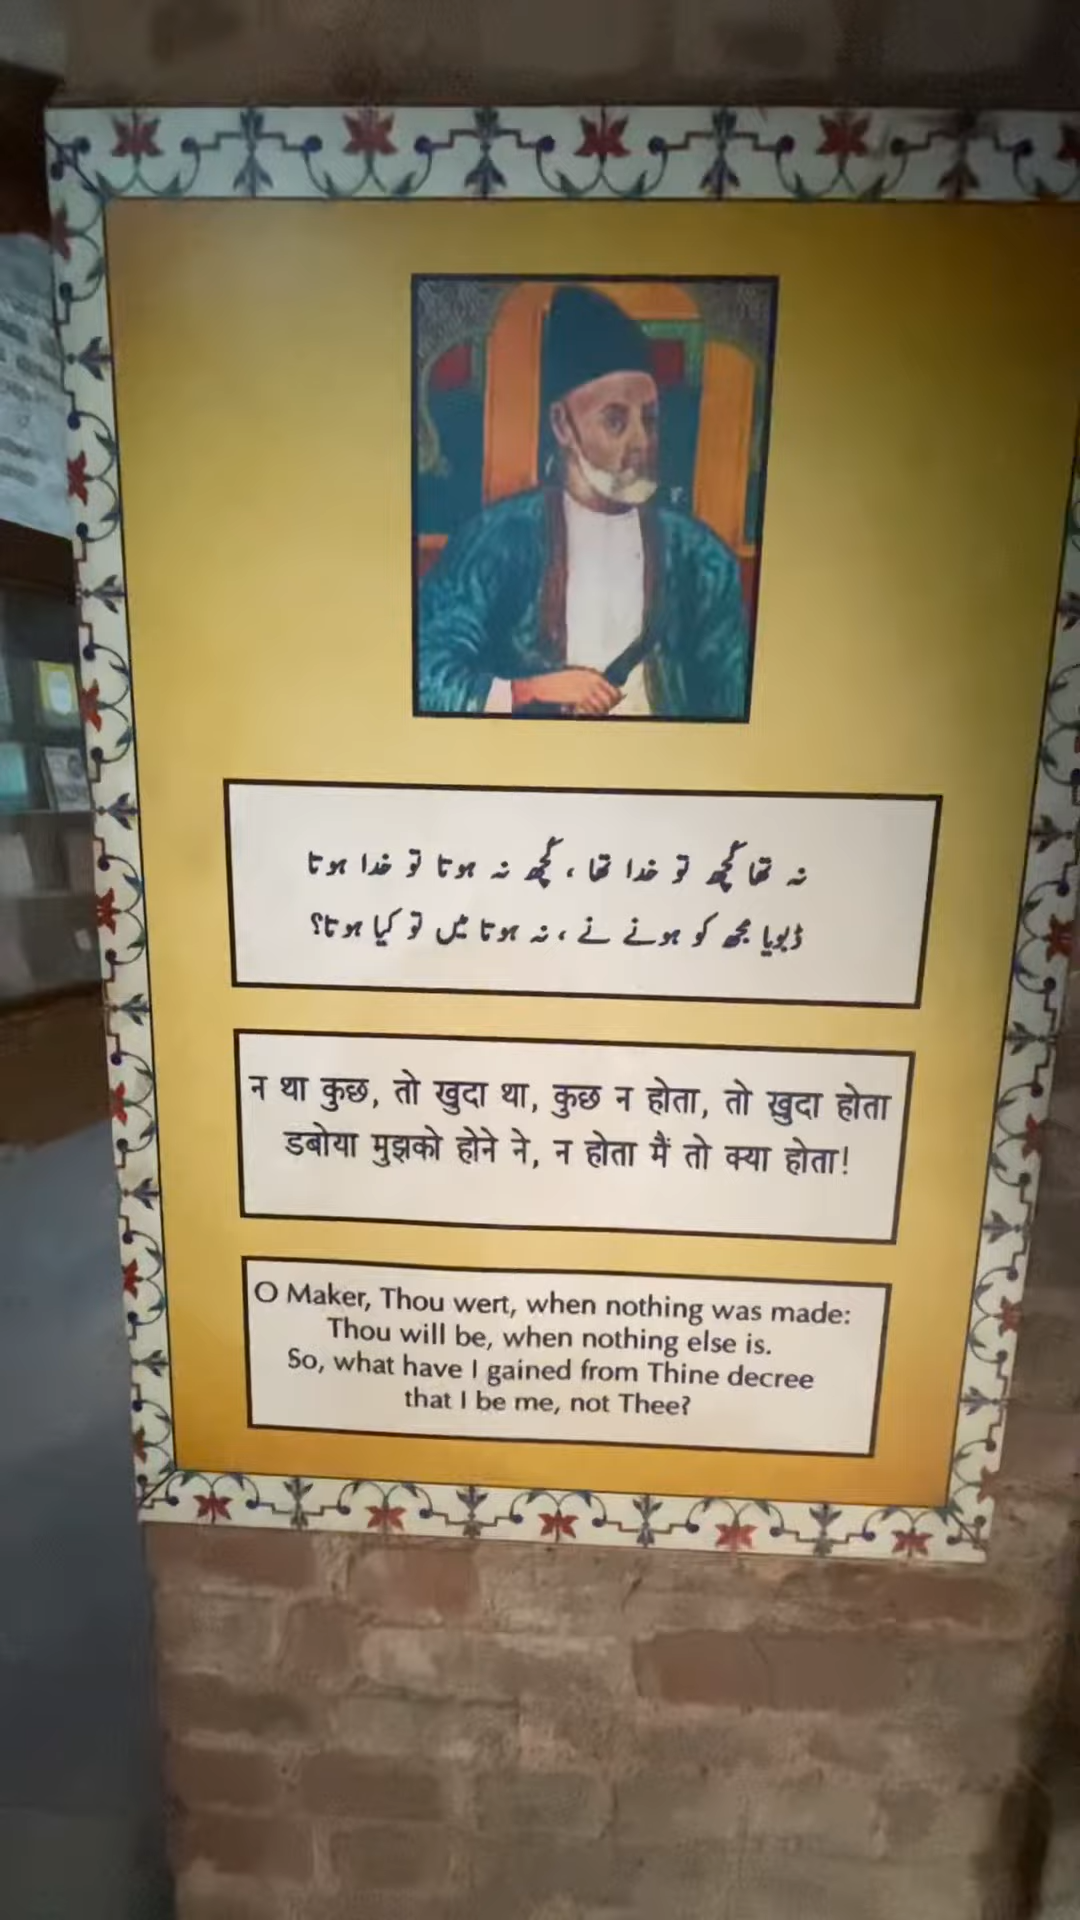 نہ تھا کچھ تو خدا تھا، کچھ نہ ہوتا تو خدا ہوتا
ڈبویا مجھ کو ہونے نے، نہ ہوتا میں تو کیا ہوتا؟
न था कुछ, तो खुदा था, कुछ न होता, तो ख़ुदा होता
डबोया मुझको होने ने, न होता मैं तो क्या होता!
O Maker, Thou wert, when nothing was made:
Thou will be, when nothing else is.
So, what have I gained from Thine decree
that I be me, not Thee?